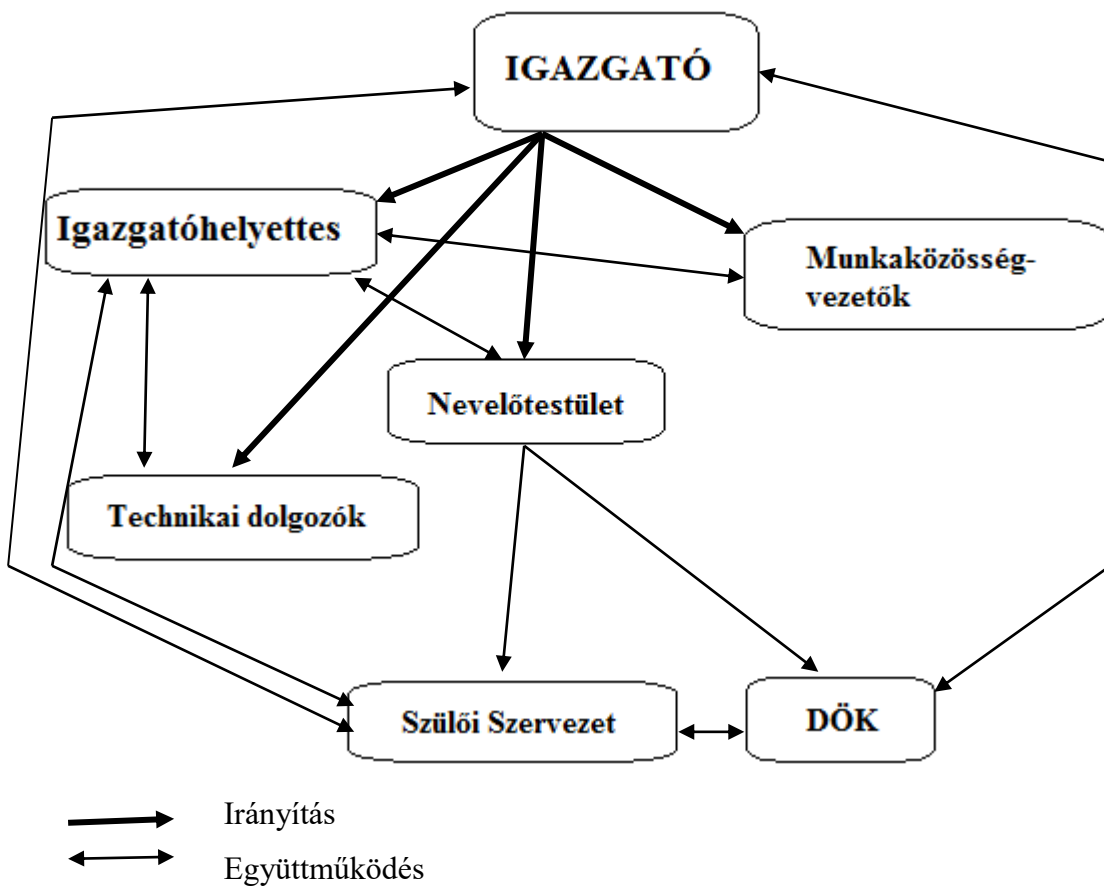 IGAZGATÓ
Igazgatóhelyettes
Munkaközösség-
vezetők
Nevelőtestület
Technikai dolgozók
Szülői Szervezet
DÖK
Irányítás
Együttműködés